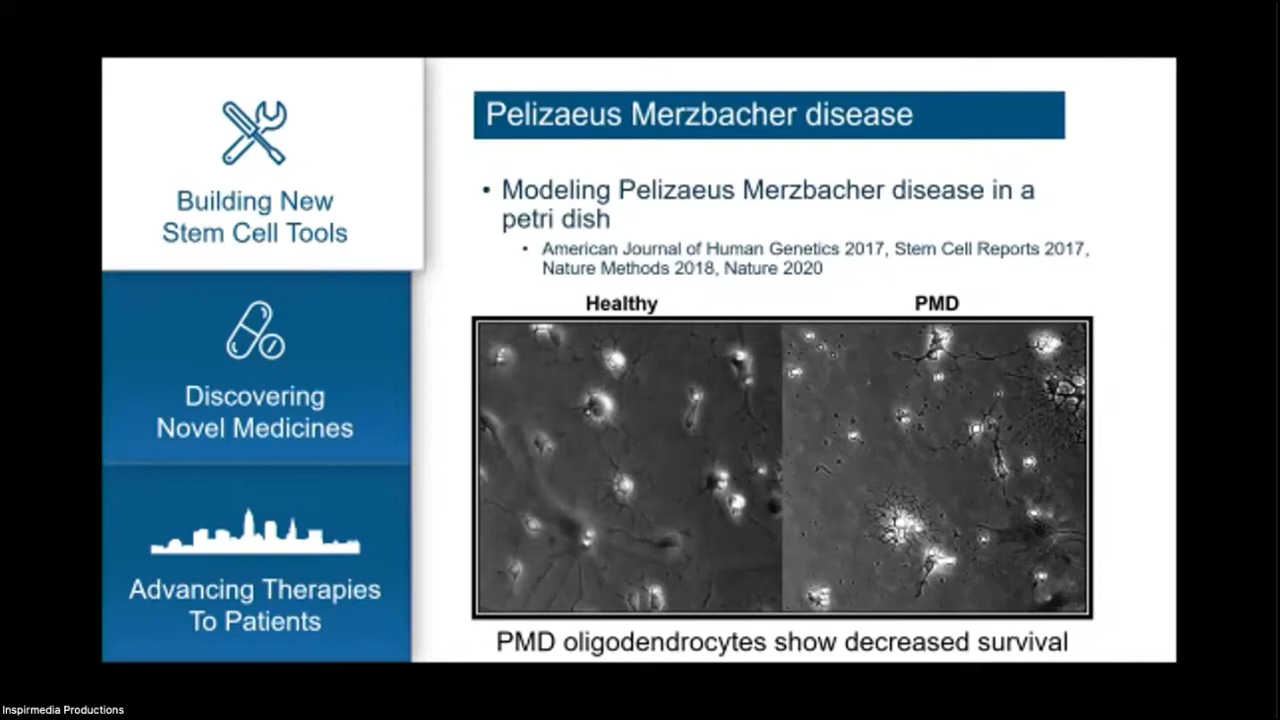 Building New
Stem Cell Tools
Discovering
Novel Medicines
Advancing Therapies
To Patients
Pelizaeus Merzbacher disease
• Modeling Pelizaeus Merzbacher disease in a
petri dish
• American Journal of Human Genetics 2017, Stem Cell Reports 2017,
Nature Methods 2018, Nature 2020
Healthy
PMD
PMD oligodendrocytes show decreased survival
Inspirmedia Productions